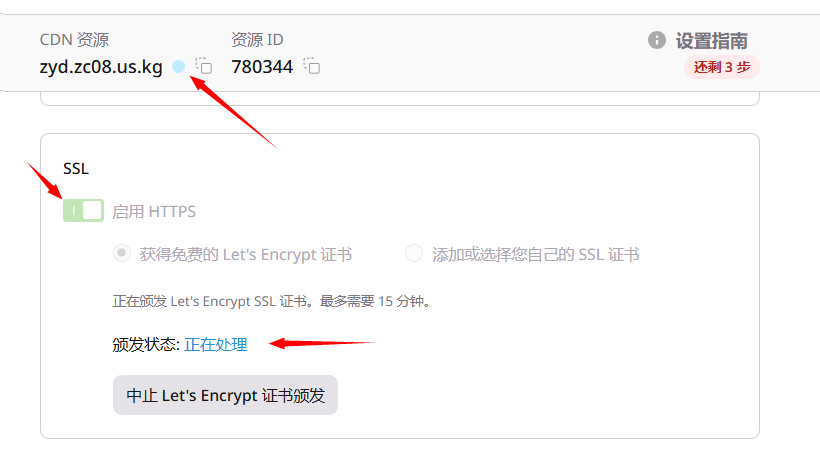 CDN 资源
资源 ID
设置指南
zyd.zc08.us.kg
780344
还剩 3 步
SSL
启用 HTTPS
获得免费的 Let's Encrypt 证书
添加或选择您自己的 SSL 证书
正在颁发 Let's Encrypt SSL 证书。最多需要 15 分钟。
颁发状态: 正在处理
中止 Let's Encrypt 证书颁发